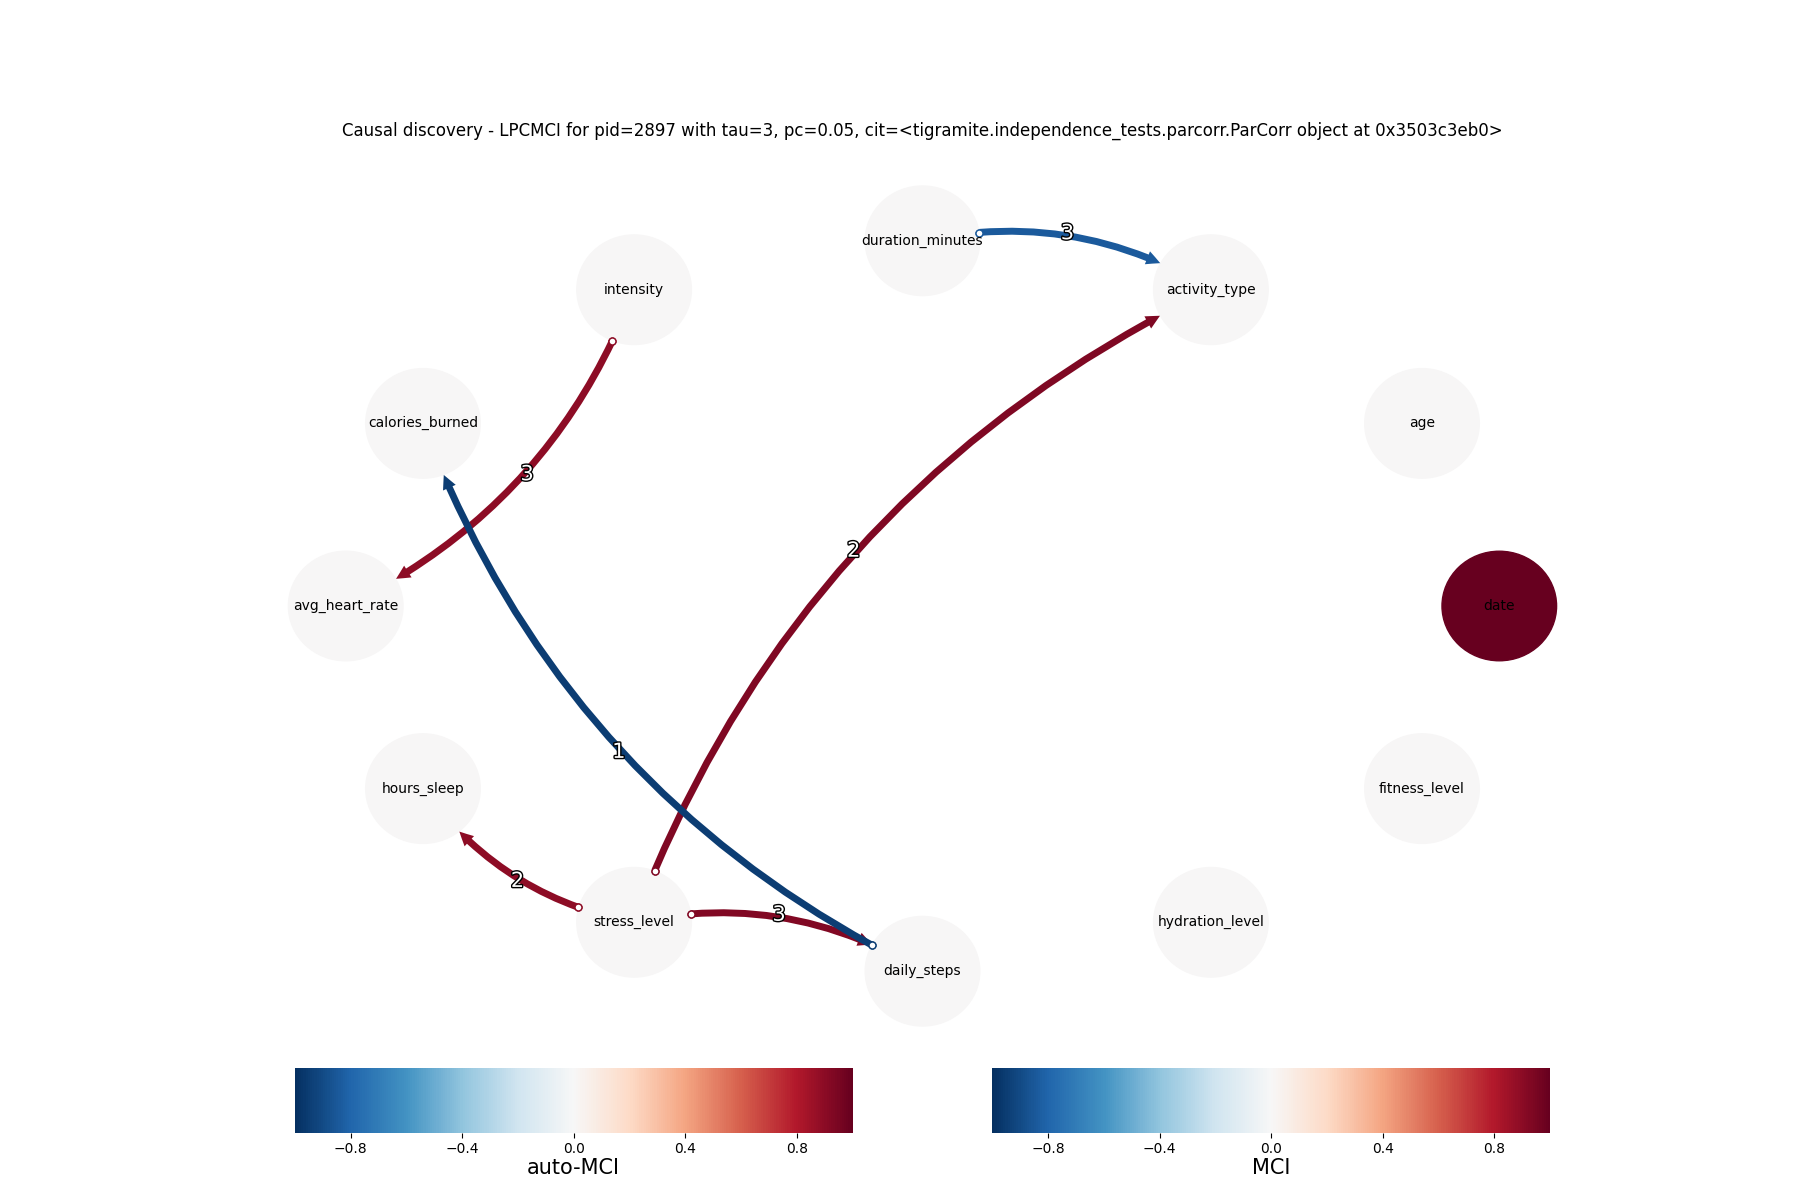 Causal discovery - LPCMCI for pid=2897 with tau=3, pc=0.05, cit=<tigramite.independence_tests.parcorr.ParCorr object at 0x3503c3eb0>
duration_minutes
3
intensity
activity_type
calories_burned
age
3
2
avg_heart_rate
date
1
hours_sleep
fitness_level
2
stress_level
3
hydration_level
daily_steps
−0.8 −0.4 0.0 0.4 0.8
auto-MCI
−0.8 −0.4 0.0 0.4 0.8
MCI